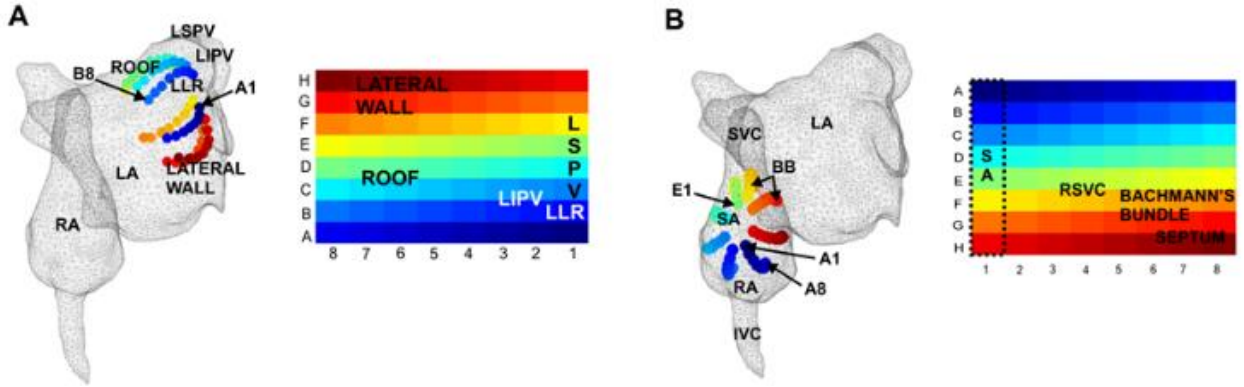 A
LSPV
LIPV
ROOF
B8
LLR
A1
LA
LATERAL
WALL
RA
H
G
F
E
D
C
B
A
LATERAL
WALL
L
S
P
V
ROOF
LIPV
LLR
8 7 6 5 4 3 2 1
B
SVC
LA
BB
E1
SA
A1
RA
A8
IVC
A
B
C
D
E
F
G
H
S
A
RSVC
BACHMANN'S
BUNDLE
SEPTUM
1 2 3 4 5 6 7 8